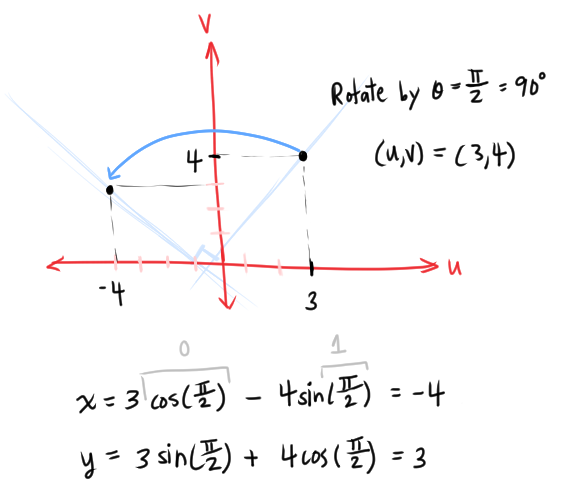 V
Rotate by θ = π/2 = 90°
(u,v) = (3,4)
4
u
-4
3
0
1
x = 3 cos(π/2) - 4 sin(π/2) = -4
y = 3 sin(π/2) + 4 cos(π/2) = 3